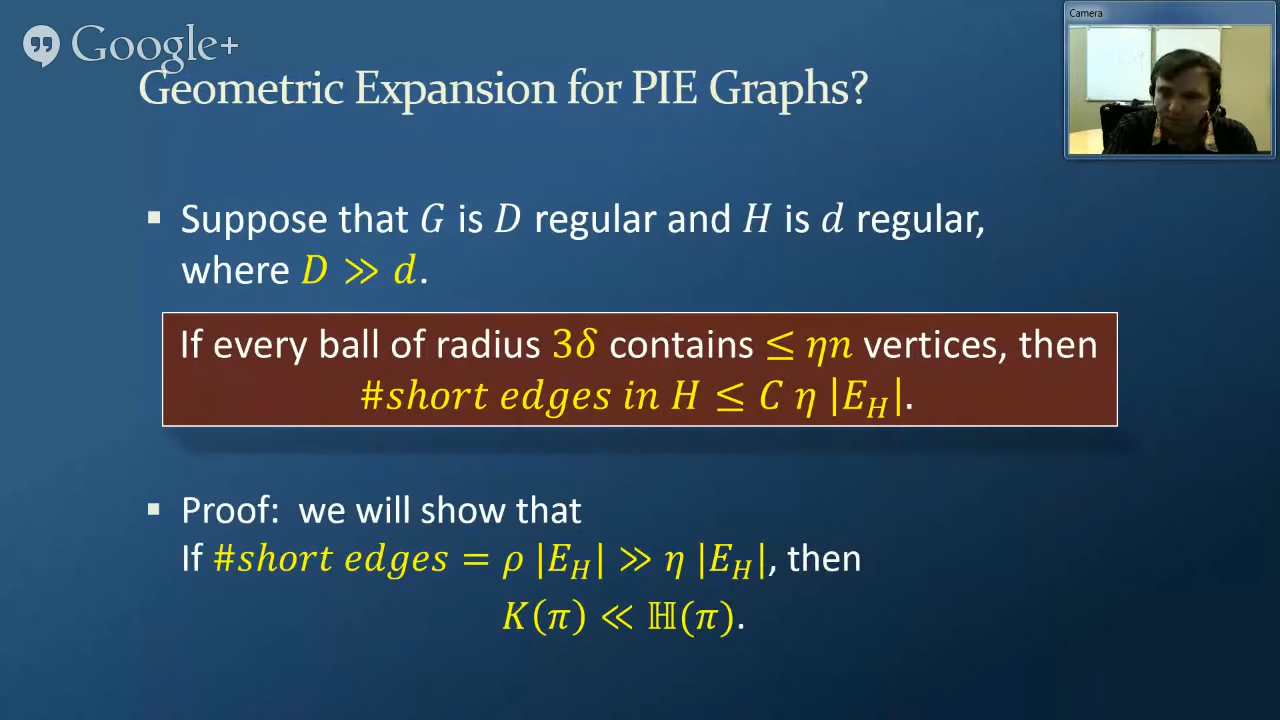 Google+
Camera
Geometric Expansion for PIE Graphs?
▪ Suppose that 𝐺 is 𝐷 regular and 𝐻 is 𝑑 regular,
where 𝐷 ≫ 𝑑.
If every ball of radius 3𝛿 contains ≤ 𝜂𝑛 vertices, then
#𝑠ℎ𝑜𝑟𝑡 𝑒𝑑𝑔𝑒𝑠 𝑖𝑛 𝐻 ≤ 𝐶 𝜂 |𝐸_𝐻|.
▪ Proof: we will show that
If #𝑠ℎ𝑜𝑟𝑡 𝑒𝑑𝑔𝑒𝑠 = 𝜌 |𝐸_𝐻| ≫ 𝜂 |𝐸_𝐻|, then
𝐾(𝜋) ≪ ℍ(𝜋).